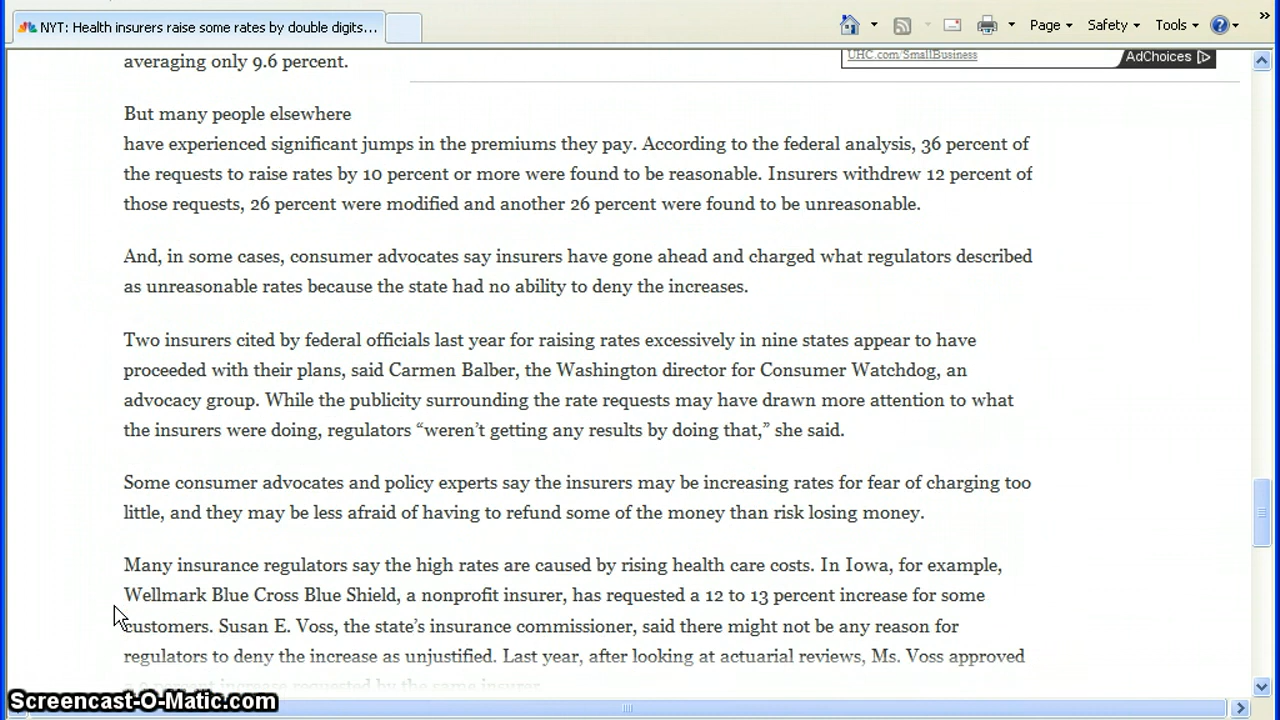 NYT: Health insurers raise some rates by double digits...
Page
Safety
Tools
averaging only 9.6 percent.
UHC.com/SmallBusiness
AdChoices
But many people elsewhere
have experienced significant jumps in the premiums they pay. According to the federal analysis, 36 percent of
the requests to raise rates by 10 percent or more were found to be reasonable. Insurers withdrew 12 percent of
those requests, 26 percent were modified and another 26 percent were found to be unreasonable.
And, in some cases, consumer advocates say insurers have gone ahead and charged what regulators described
as unreasonable rates because the state had no ability to deny the increases.
Two insurers cited by federal officials last year for raising rates excessively in nine states appear to have
proceeded with their plans, said Carmen Balber, the Washington director for Consumer Watchdog, an
advocacy group. While the publicity surrounding the rate requests may have drawn more attention to what
the insurers were doing, regulators “weren’t getting any results by doing that,” she said.
Some consumer advocates and policy experts say the insurers may be increasing rates for fear of charging too
little, and they may be less afraid of having to refund some of the money than risk losing money.
Many insurance regulators say the high rates are caused by rising health care costs. In Iowa, for example,
Wellmark Blue Cross Blue Shield, a nonprofit insurer, has requested a 12 to 13 percent increase for some
customers. Susan E. Voss, the state’s insurance commissioner, said there might not be any reason for
regulators to deny the increase as unjustified. Last year, after looking at actuarial reviews, Ms. Voss approved
percent increase requested by the same insurer.
Screencast-O-Matic.com